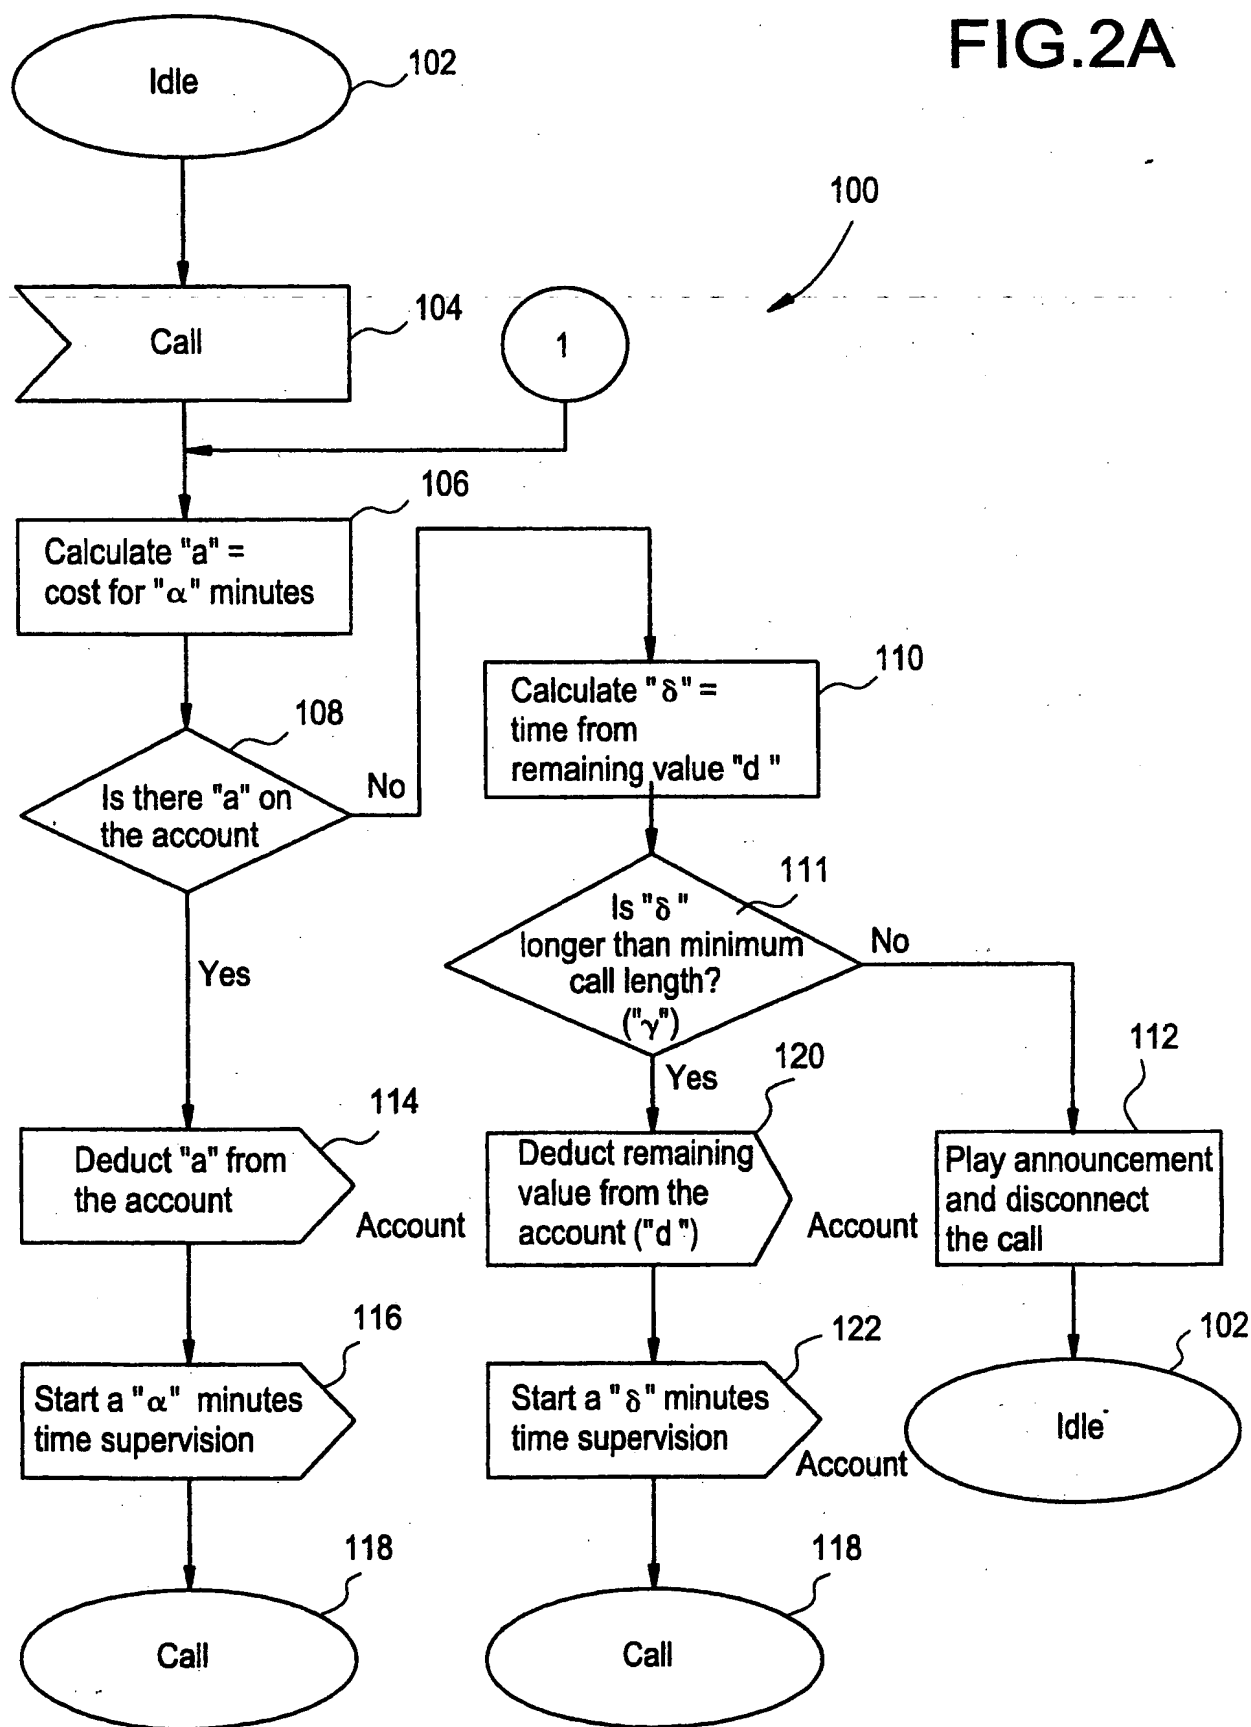 FIG.2A
Idle
102
100
Call
104
1
106
Calculate "a" =
cost for "α" minutes
110
Calculate "δ" =
time from
remaining value "d "
108
Is there "a" on
the account
No
111
Is "δ "
longer than minimum
call length?
("γ")
No
Yes
Yes
120
112
114
Deduct "a" from
the account
Account
Deduct remaining
value from the
account ("d ")
Account
Play announcement
and disconnect
the call
116
Start a "α" minutes
time supervision
122
Start a "δ" minutes
time supervision
Account
102
Idle
118
Call
118
Call